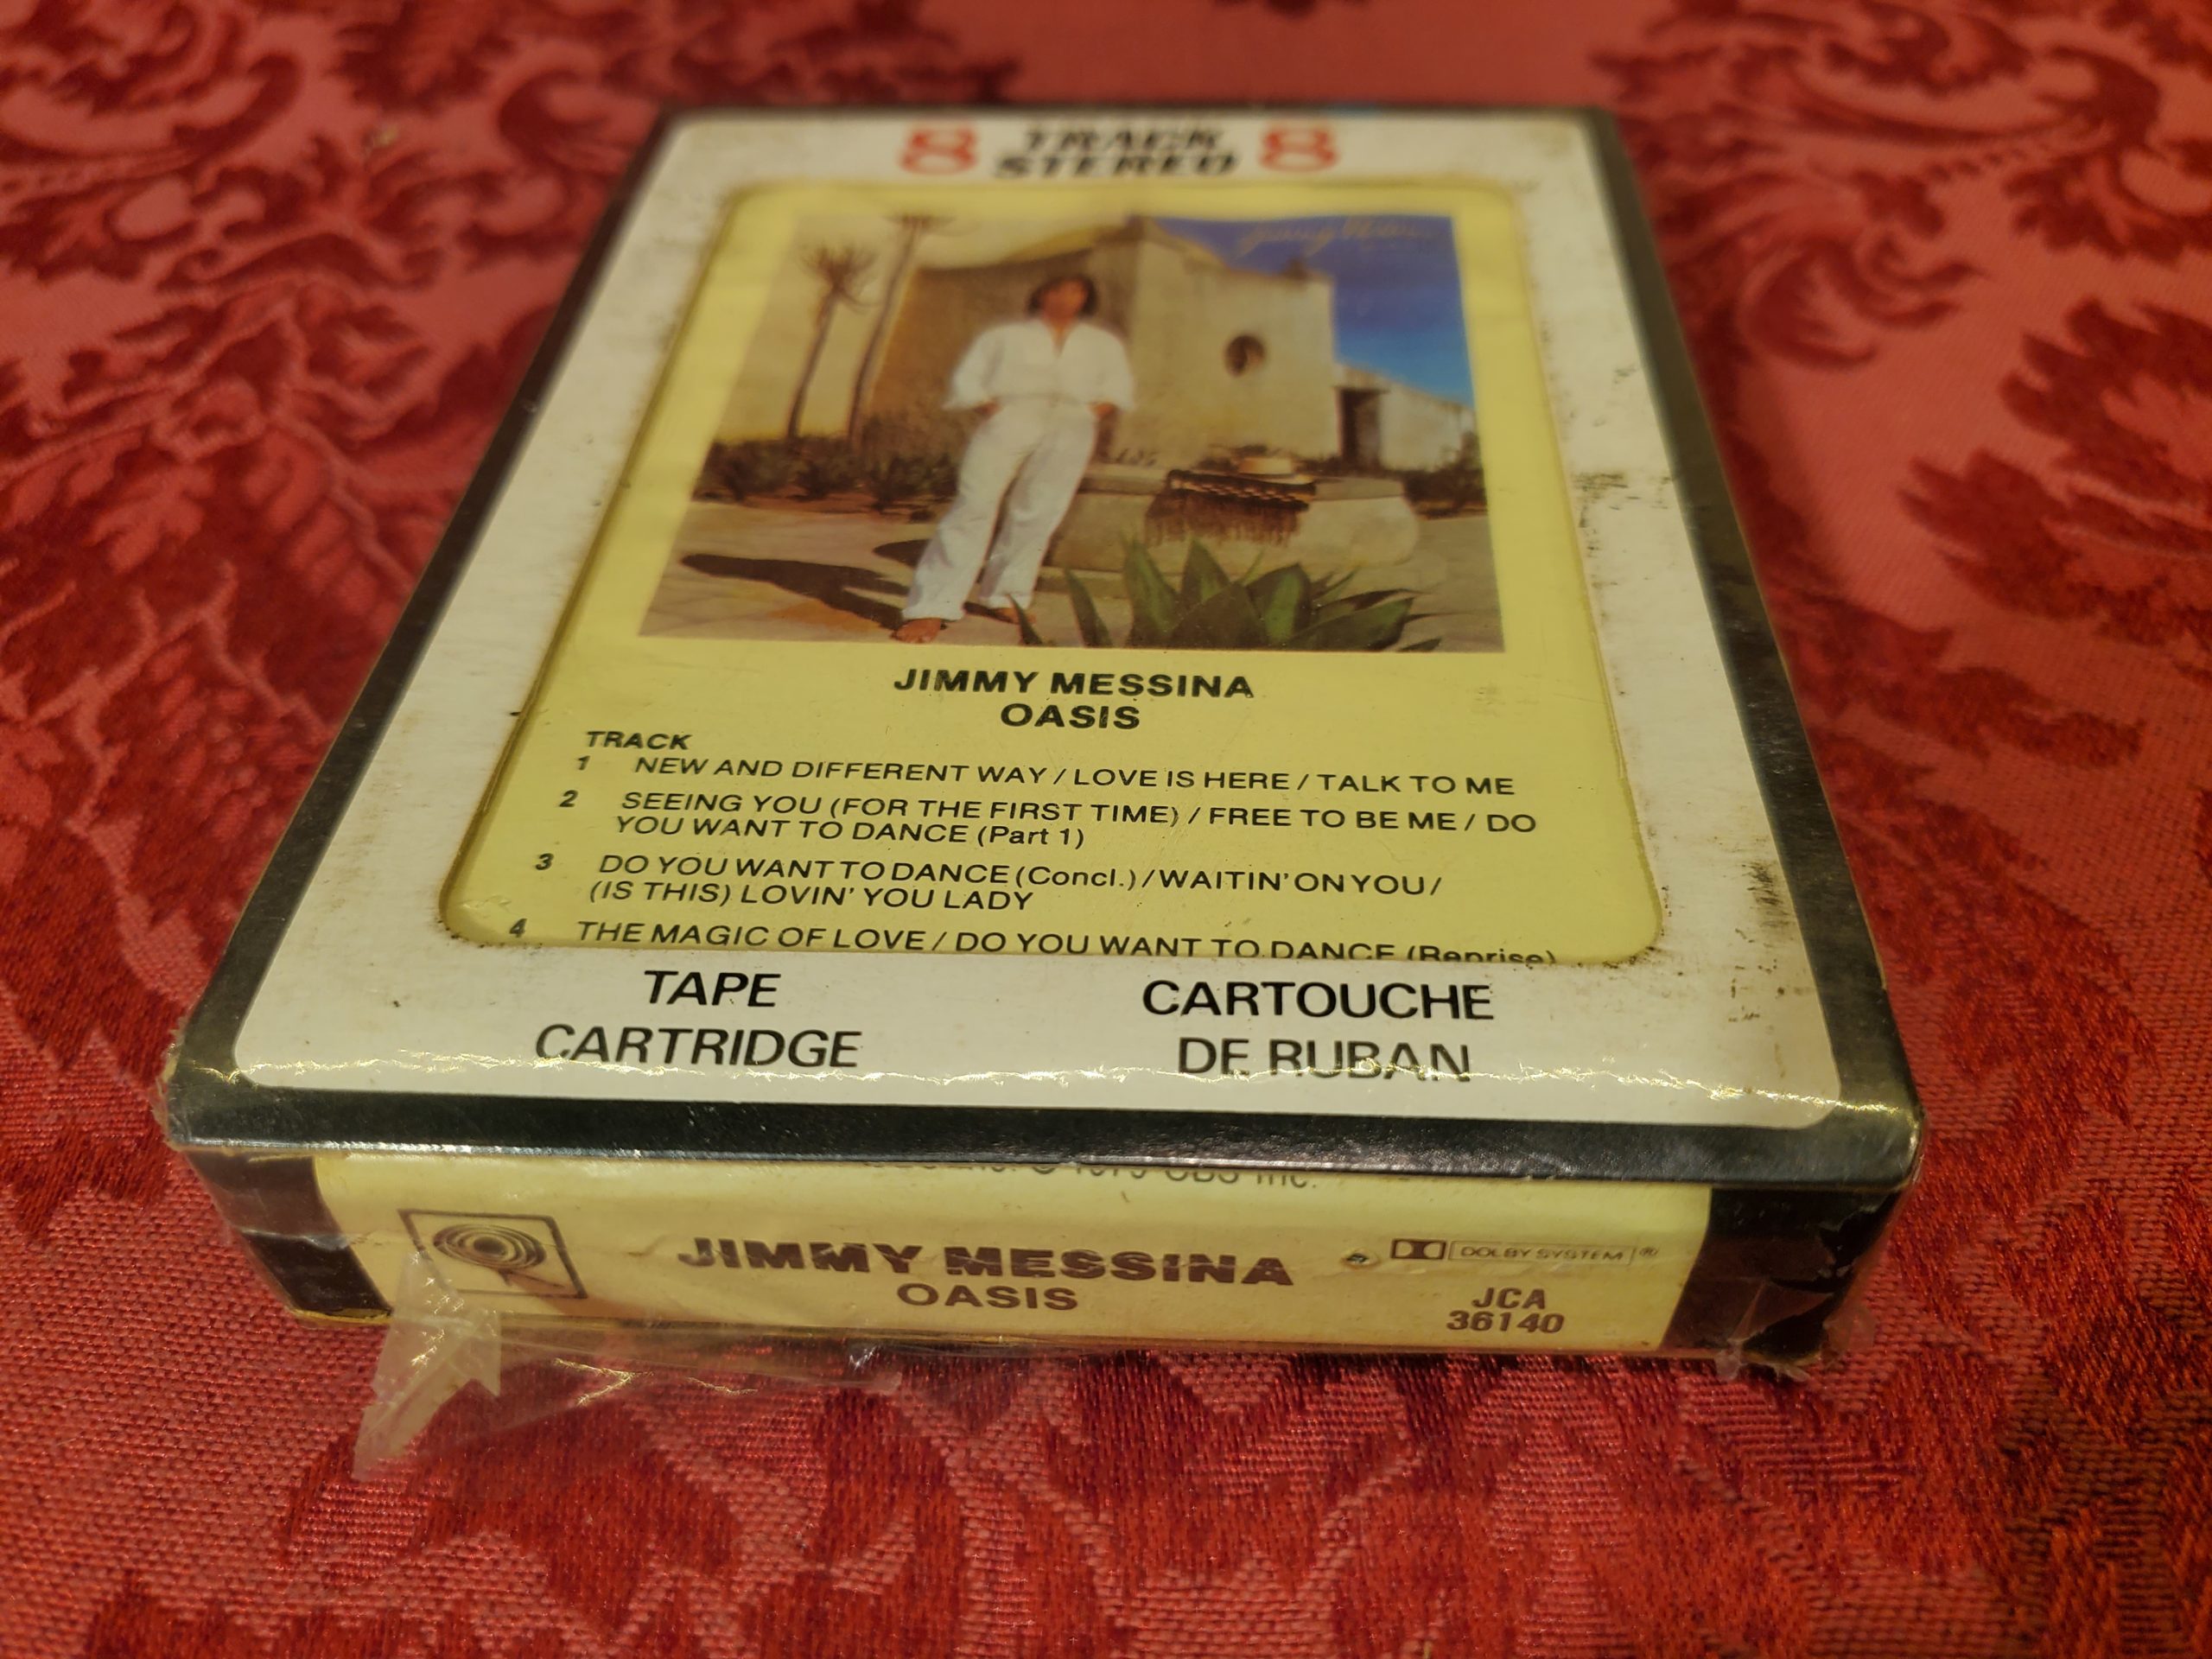 8 TRACK 8
STEREO
JIMMY MESSINA
OASIS
TRACK
1 NEW AND DIFFERENT WAY / LOVE IS HERE / TALK TO ME
2 SEEING YOU (FOR THE FIRST TIME) / FREE TO BE ME / DO
YOU WANT TO DANCE (Part 1)
3 DO YOU WANT TO DANCE (Concl.) / WAITIN' ON YOU /
(IS THIS) LOVIN' YOU LADY
4 THE MAGIC OF LOVE / DO YOU WANT TO DANCE (Reprise)
TAPE
CARTRIDGE
CARTOUCHE
DE RUBAN
1979 CBS Inc.
JIMMY MESSINA
OASIS
DOLBY SYSTEM ®
JCA
36140